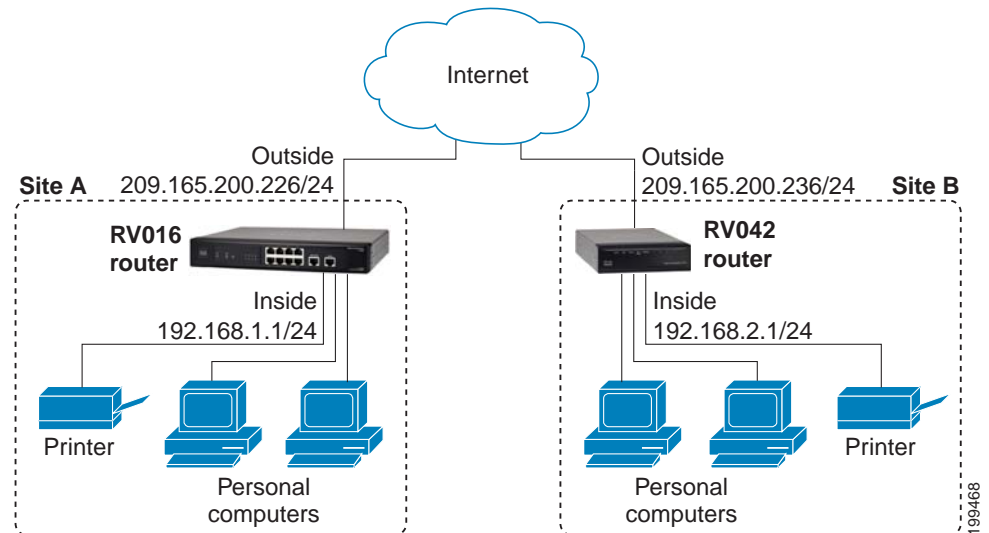 Internet
Outside
209.165.200.226/24
Outside
209.165.200.236/24
Site A
Site B
RV016
router
RV042
router
Inside
192.168.1.1/24
Inside
192.168.2.1/24
Printer
Personal
computers
Personal
computers
Printer
199468